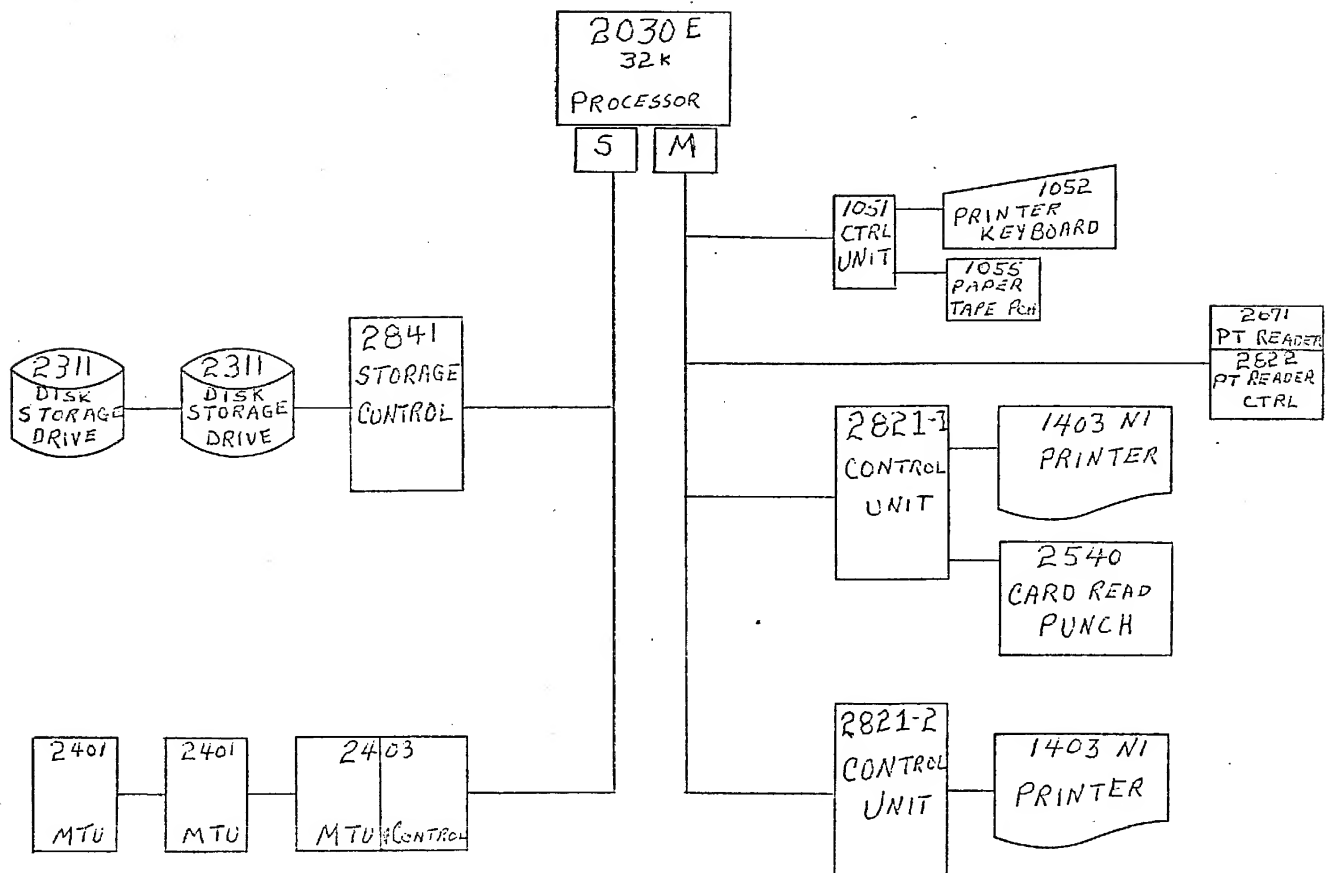 2030 E
32K
PROCESSOR
S
M
1051
CTRL
UNIT
1052
PRINTER
KEYBOARD
1055
PAPER
TAPE PCH
2671
PT READER
2822
PT READER
CTRL
2311
DISK
STORAGE
DRIVE
2311
DISK
STORAGE
DRIVE
2841
STORAGE
CONTROL
2821-1
CONTROL
UNIT
1403 N1
PRINTER
2540
CARD READ
PUNCH
2401
MTU
2401
MTU
2403
MTU & CONTROL
2821-2
CONTROL
UNIT
1403 N1
PRINTER